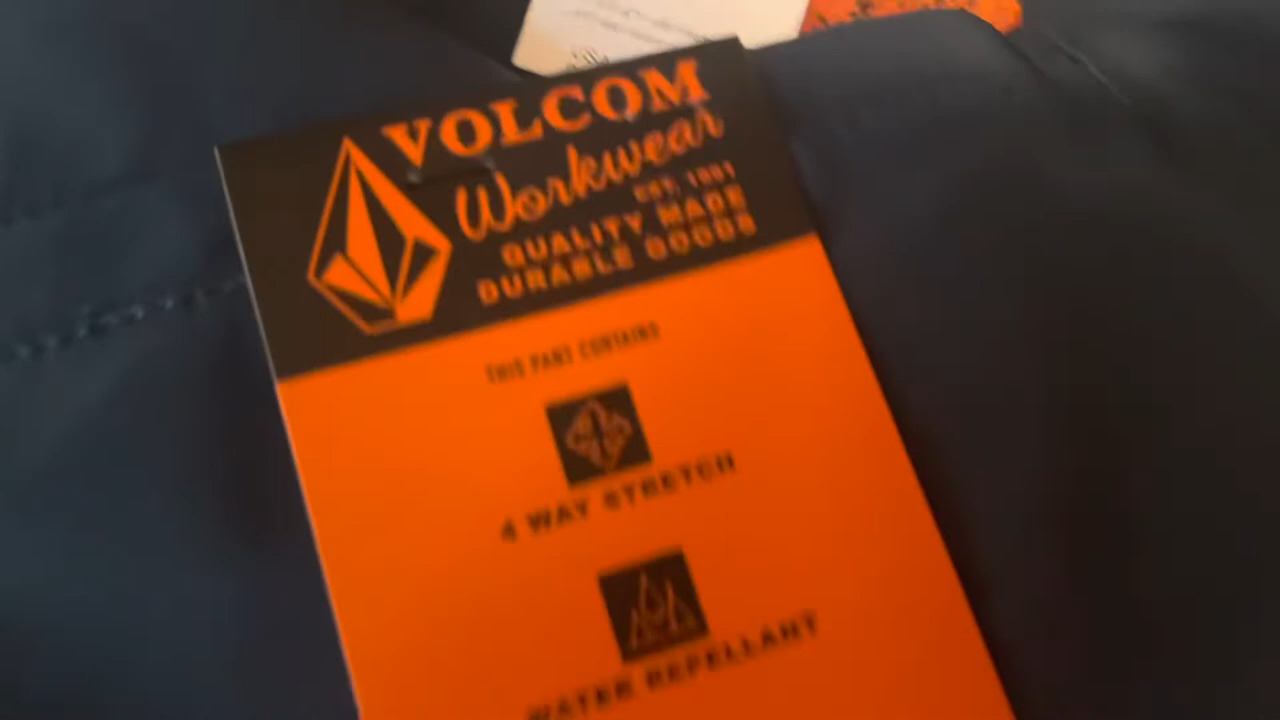 VOLCOM
Workwear
EST. 1991
QUALITY MADE
DURABLE GOODS
THIS PANT CONTAINS
4 WAY STRETCH
WATER REPELLANT